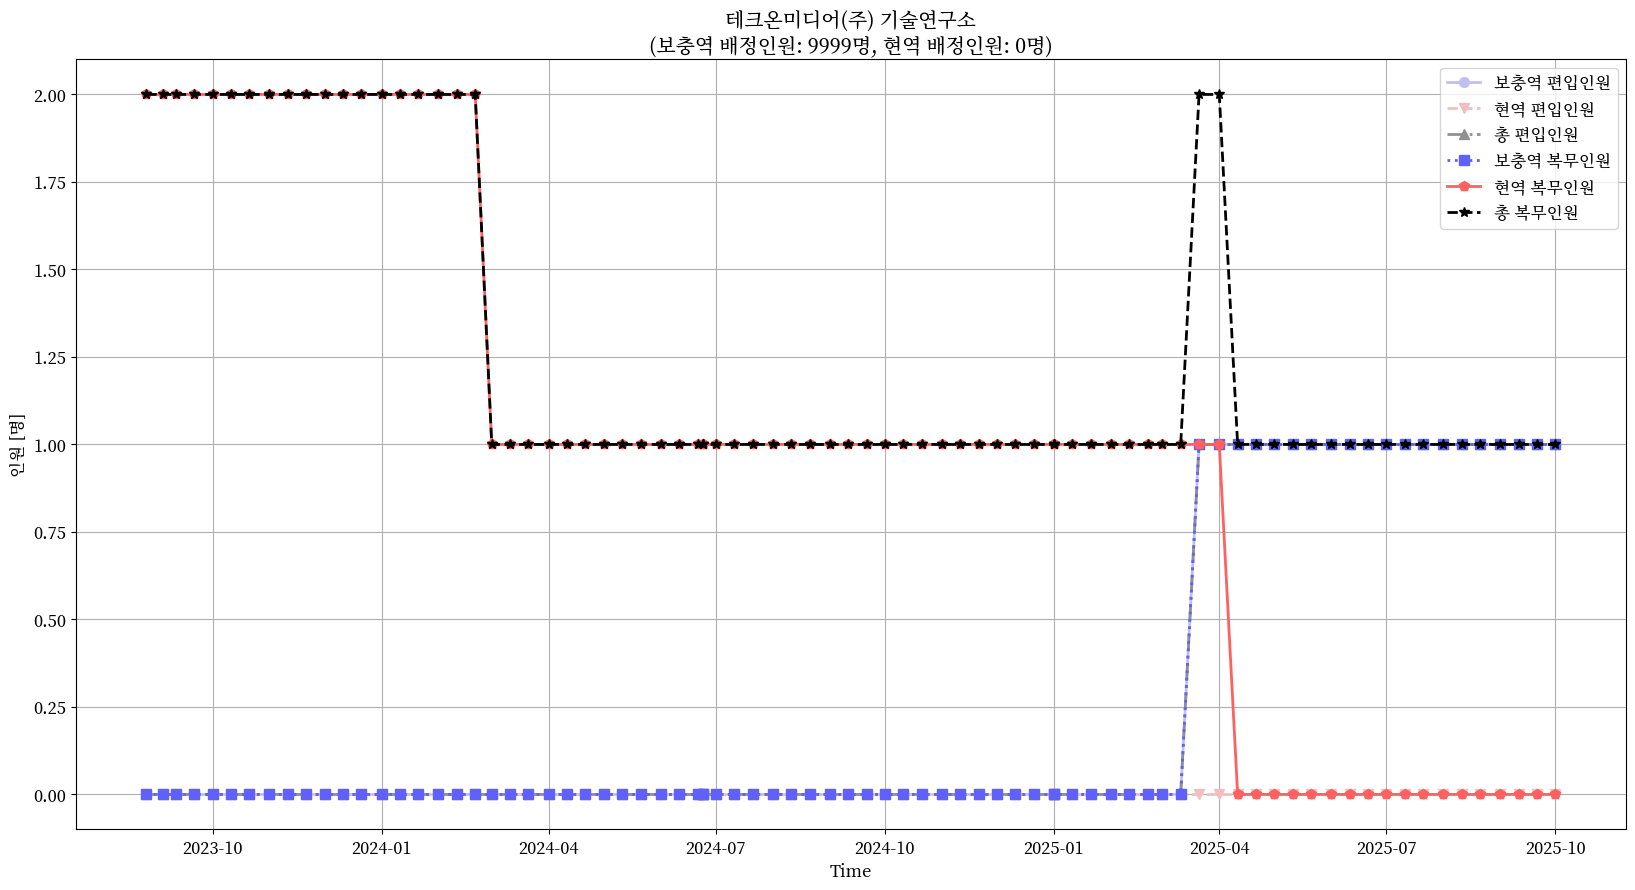 테크온미디어(주) 기술연구소
(보충역 배정인원: 9999명, 현역 배정인원: 0명)
보충역 편입인원
현역 편입인원
총 편입인원
보충역 복무인원
현역 복무인원
총 복무인원
인원 [명]
2.00
1.75
1.50
1.25
1.00
0.75
0.50
0.25
0.00
2023-10
2024-01
2024-04
2024-07
2024-10
2025-01
2025-04
2025-07
2025-10
Time